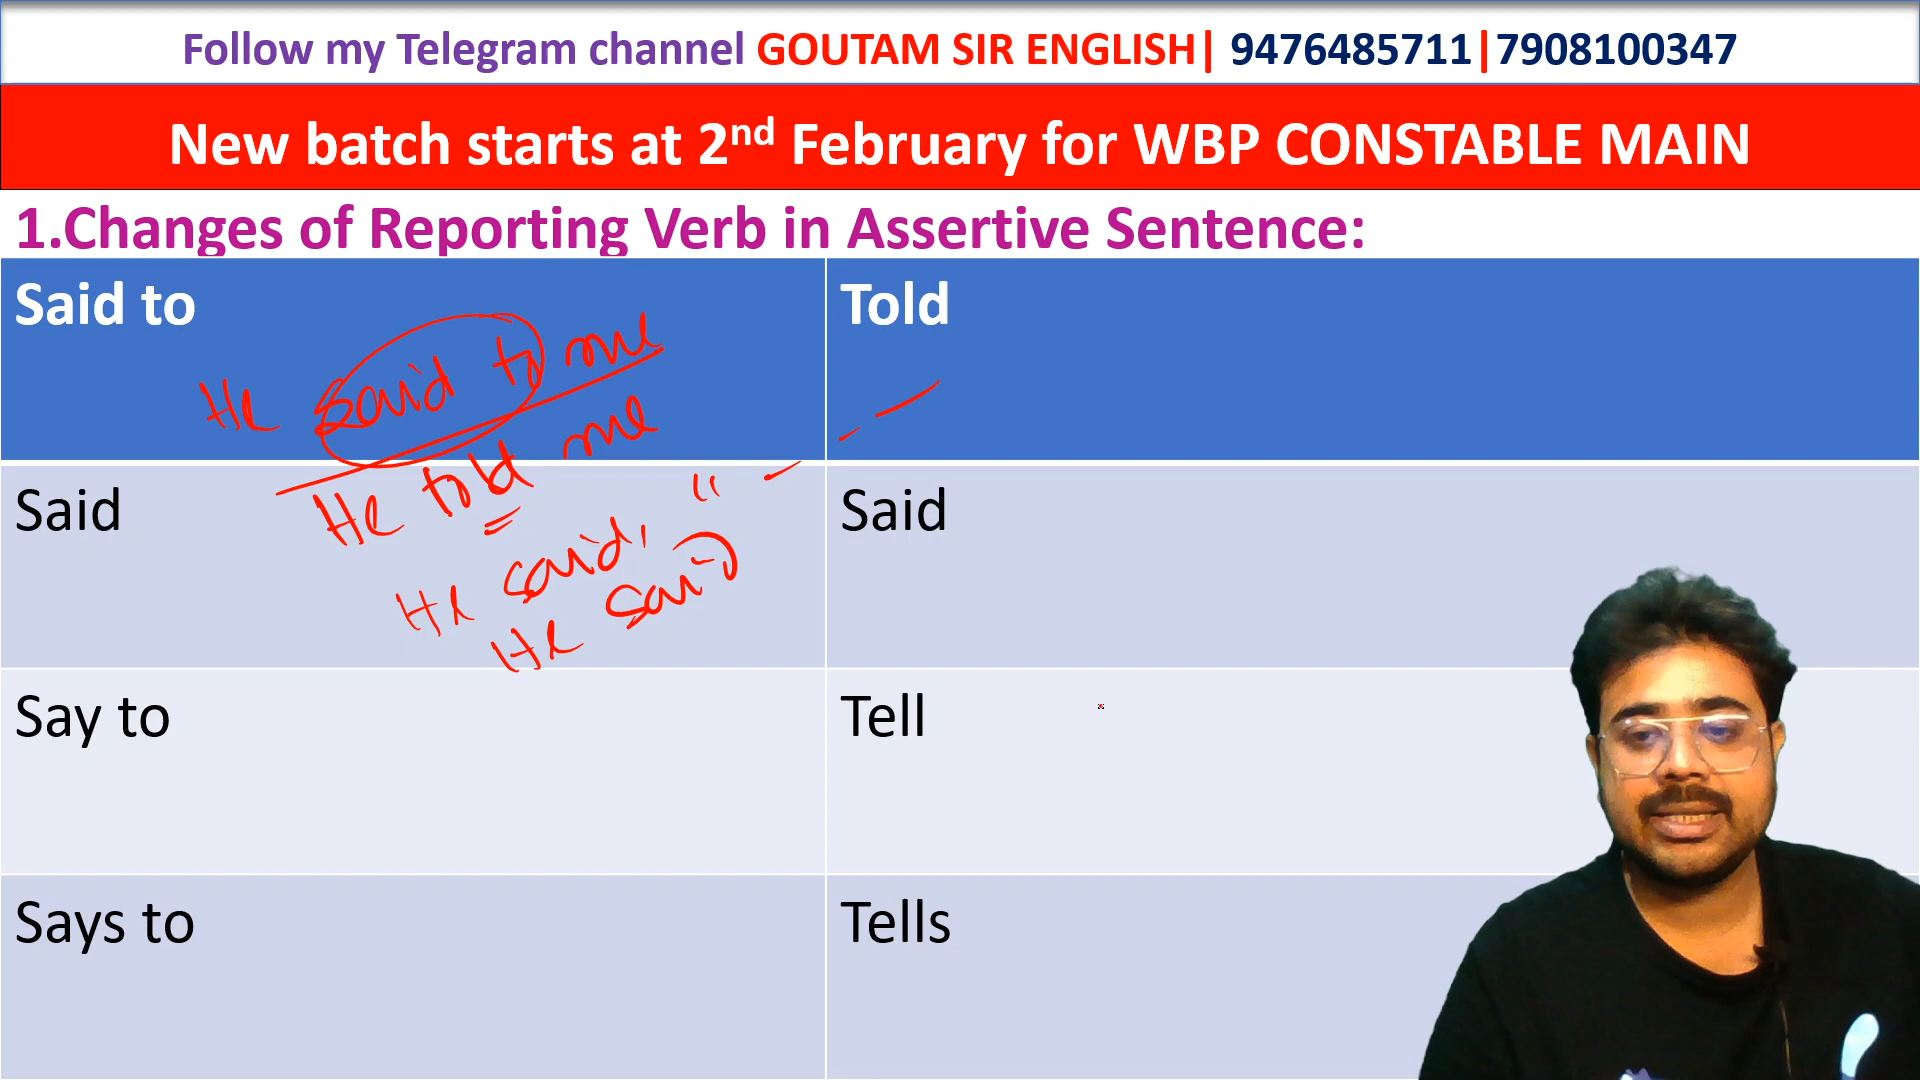 Follow my Telegram channel GOUTAM SIR ENGLISH| 9476485711|7908100347
New batch starts at 2nd February for WBP CONSTABLE MAIN
1.Changes of Reporting Verb in Assertive Sentence:
Said to
Told
He said to me
He told me
Said
Said
He said, "
He said
Say to
Tell
Says to
Tells